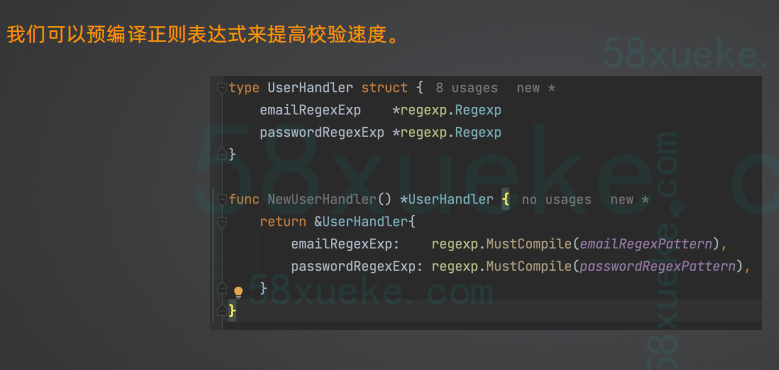 我们可以预编译正则表达式来提高校验速度。
58xueke.
type UserHandler struct { 8 usages new *
emailRegexExp *regexp.Regexp
passwordRegexExp *regexp.Regexp
}
58xueke.c
func NewUserHandler() *UserHandler { no usages new *
return &UserHandler{
emailRegexExp: regexp.MustCompile(emailRegexPattern),
passwordRegexExp: regexp.MustCompile(passwordRegexPattern),
}
58xueke.com
}
58xueke.com